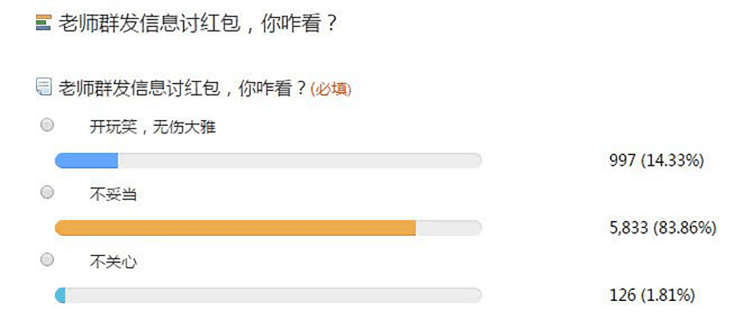 老师群发信息讨红包，你咋看？
老师群发信息讨红包，你咋看？(必填)
开玩笑，无伤大雅
997 (14.33%)
不妥当
5,833 (83.86%)
不关心
126 (1.81%)